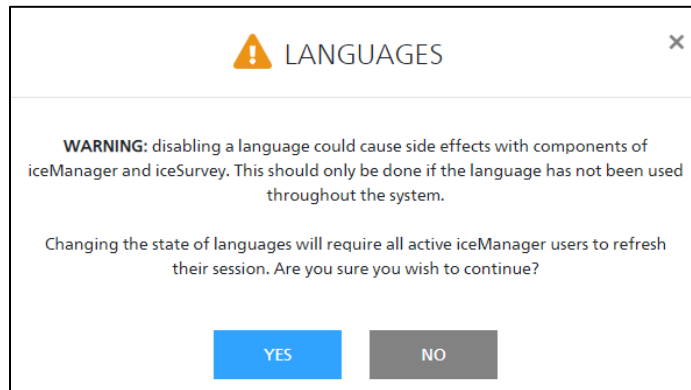 LANGUAGES
WARNING: disabling a language could cause side effects with components of
iceManager and iceSurvey. This should only be done if the language has not been used
throughout the system.
Changing the state of languages will require all active iceManager users to refresh
their session. Are you sure you wish to continue?
YES
NO